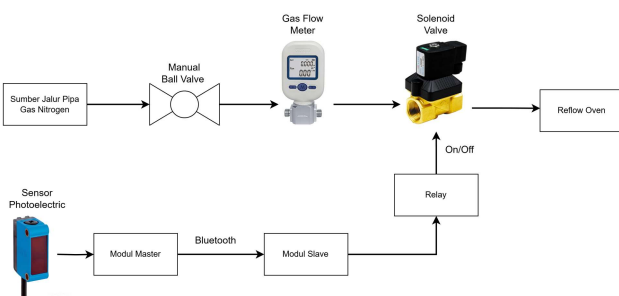 Gas Flow
Meter
Solenoid
Valve
Manual
Ball Valve
Sumber Jalur Pipa
Gas Nitrogen
Reflow Oven
On/Off
Relay
Sensor
Photoelectric
Modul Master
Bluetooth
Modul Slave